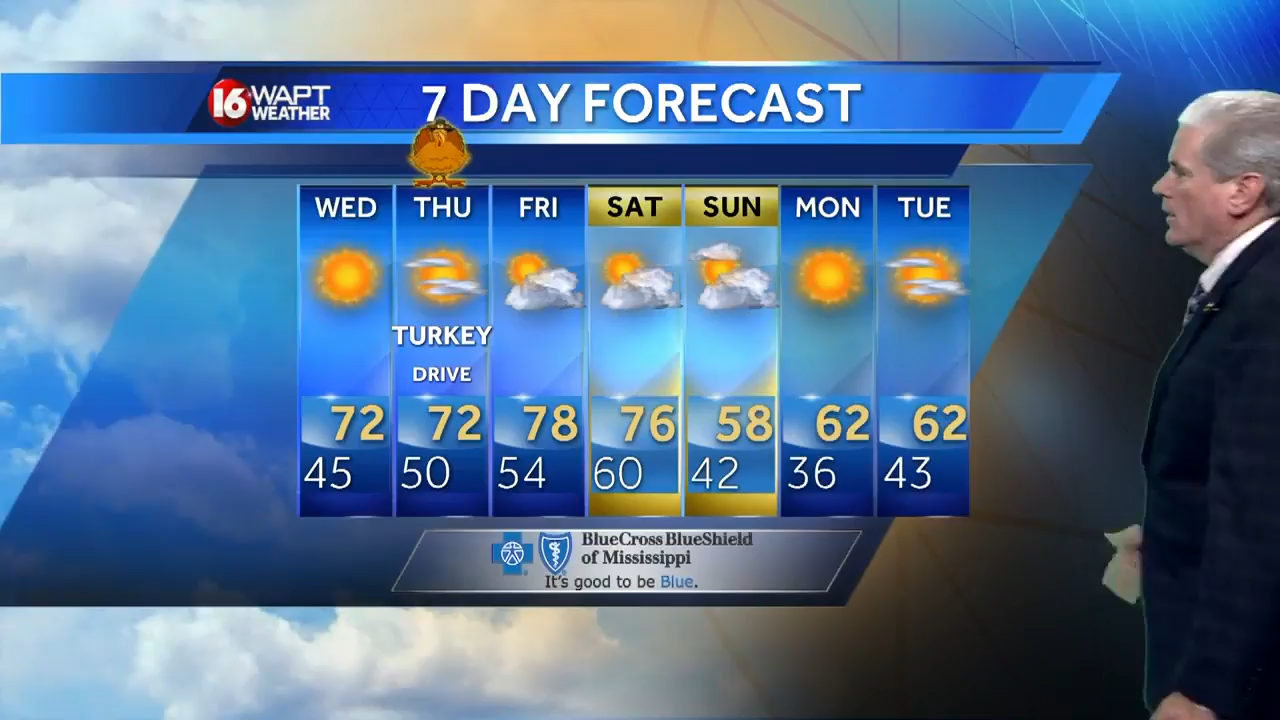 16 WAPT
WEATHER
7 DAY FORECAST
WED THU FRI SAT SUN MON TUE
TURKEY
DRIVE
72 72 78 76 58 62 62
45 50 54 60 42 36 43
BlueCross BlueShield
of Mississippi
It's good to be Blue.